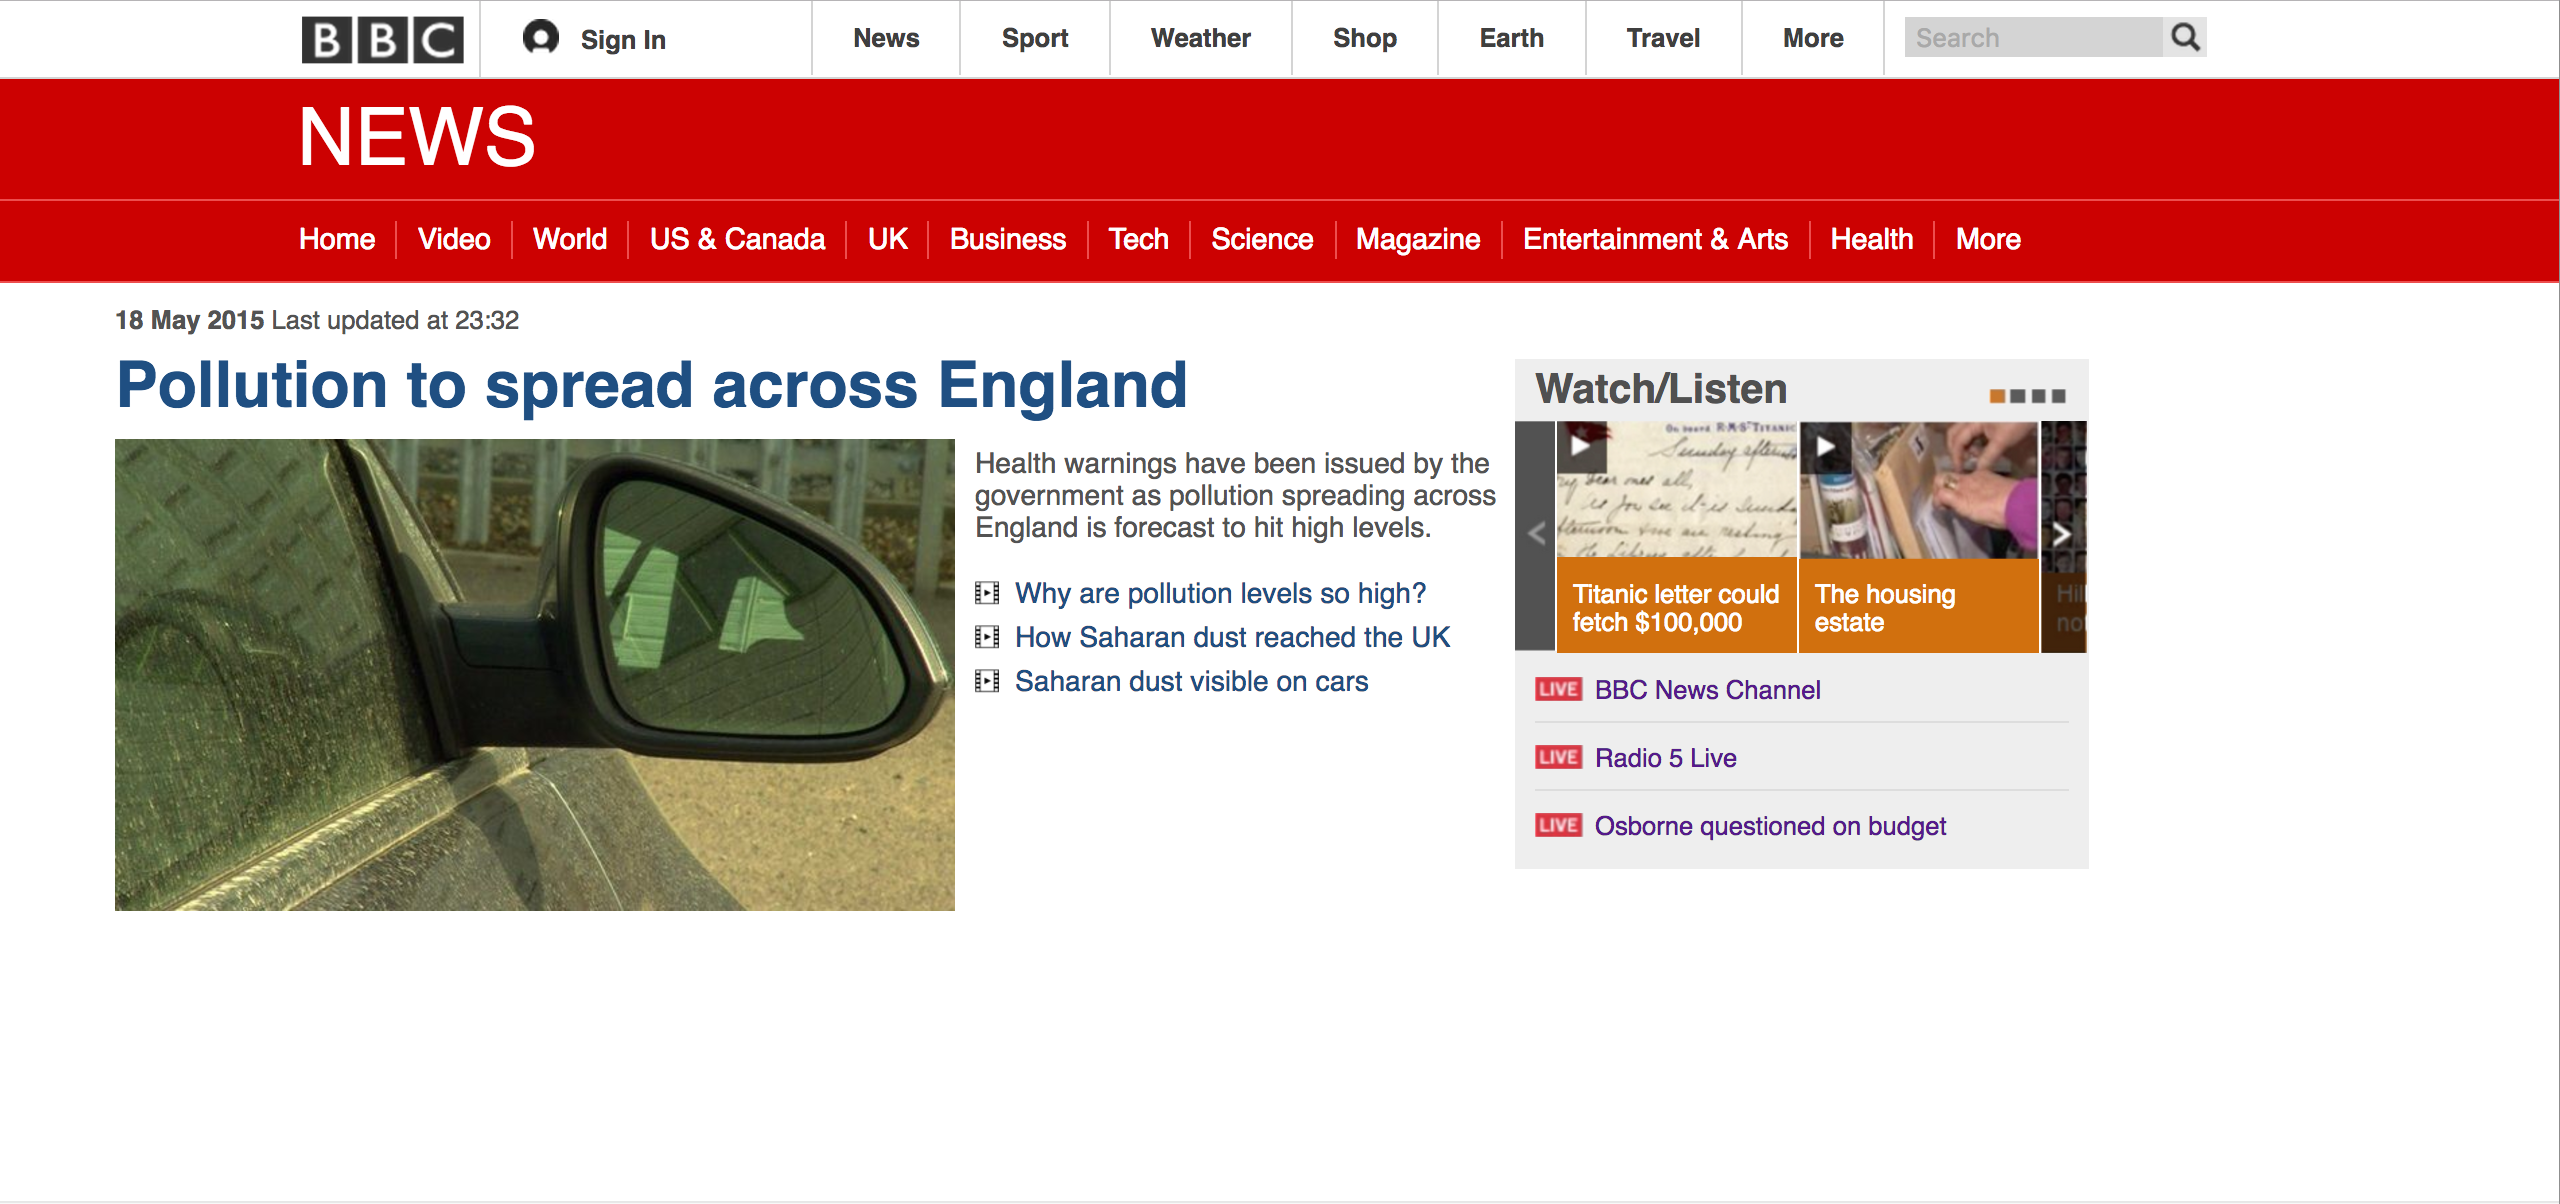 BBC
Sign In
News
Sport
Weather
Shop
Earth
Travel
More
Search
NEWS
Home
Video
World
US & Canada
UK
Business
Tech
Science
Magazine
Entertainment & Arts
Health
More
18 May 2015 Last updated at 23:32
Pollution to spread across England
Health warnings have been issued by the
government as pollution spreading across
England is forecast to hit high levels.
Why are pollution levels so high?
How Saharan dust reached the UK
Saharan dust visible on cars
Watch/Listen
On board R.M.S "TITANIC
Sunday
Titanic letter could
fetch $100,000
The housing
estate
LIVE BBC News Channel
LIVE Radio 5 Live
LIVE Osborne questioned on budget